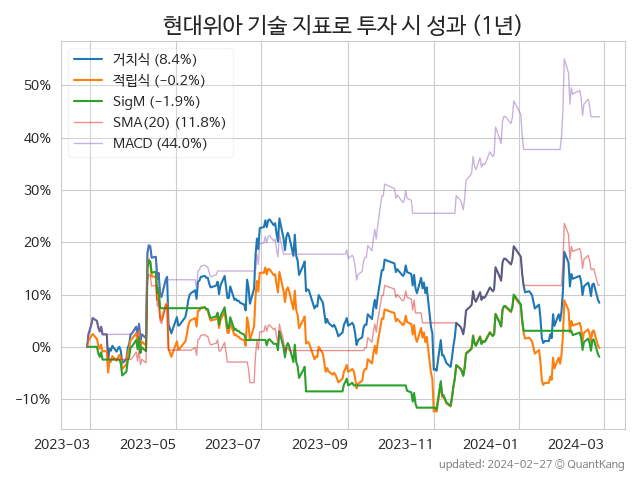 현대위아 기술 지표로 투자 시 성과 (1년)
거치식 (8.4%)
적립식 (−0.2%)
SigM (−1.9%)
SMA(20) (11.8%)
MACD (44.0%)
50%
40%
30%
20%
10%
0%
−10%
2023-03 2023-05 2023-07 2023-09 2023-11 2024-01 2024-03
updated: 2024-02-27 © QuantKang